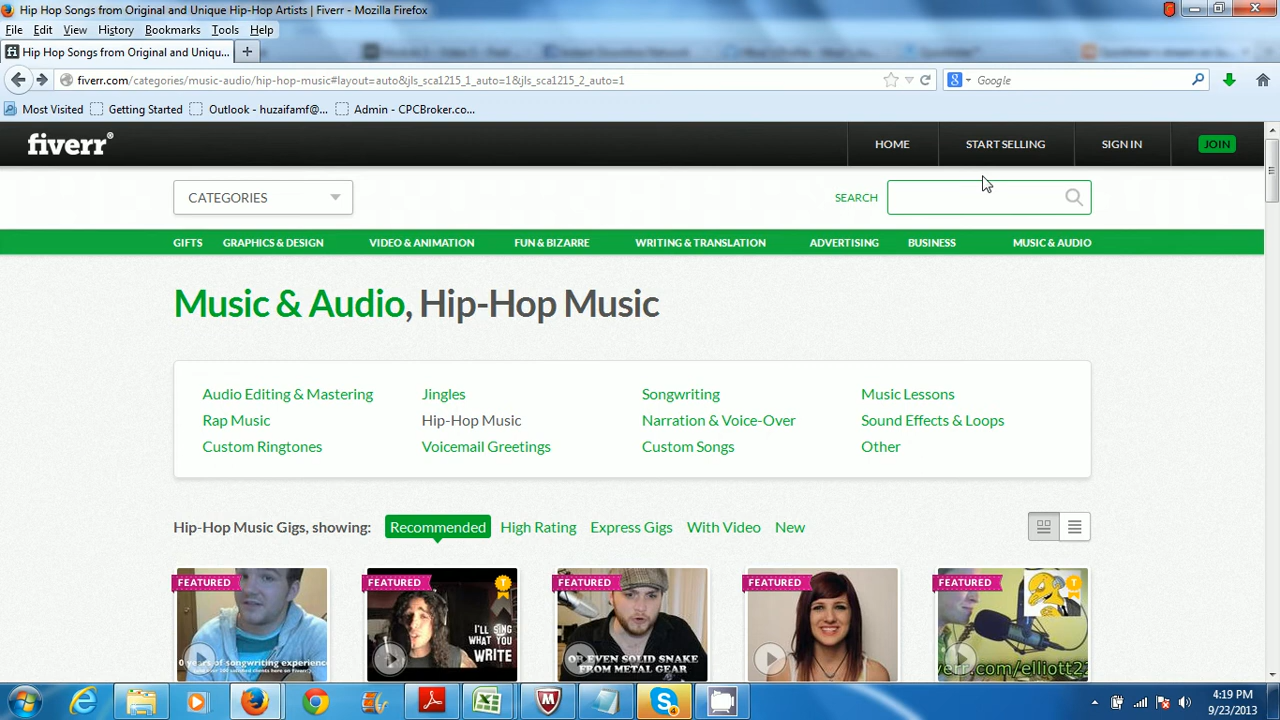 Hip Hop Songs from Original and Unique Hip-Hop Artists | Fiverr - Mozilla Firefox
File Edit View History Bookmarks Tools Help
fi Hip Hop Songs from Original and Uniqu... +
fiverr.com/categories/music-audio/hip-hop-music#layout=auto&jls_sca1215_1_auto=1&jls_sca1215_2_auto=1
Google
Most Visited Getting Started Outlook - huzaifamf@... Admin - CPCBroker.co...
fiverr® HOME START SELLING SIGN IN JOIN
CATEGORIES SEARCH
GIFTS GRAPHICS & DESIGN VIDEO & ANIMATION FUN & BIZARRE WRITING & TRANSLATION ADVERTISING BUSINESS MUSIC & AUDIO
Music & Audio, Hip-Hop Music
Audio Editing & Mastering Jingles Songwriting Music Lessons
Rap Music Hip-Hop Music Narration & Voice-Over Sound Effects & Loops
Custom Ringtones Voicemail Greetings Custom Songs Other
Hip-Hop Music Gigs, showing: Recommended High Rating Express Gigs With Video New
FEATURED FEATURED FEATURED FEATURED FEATURED
I'LL SING
WHAT YOU
WRITE
0 years of songwriting experience
OR EVEN SOLID SNAKE
FROM METAL GEAR
verr.com/elliott22
4:19 PM
9/23/2013